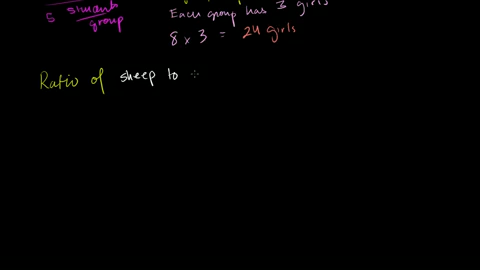 5 students
group
Each group has 3 girls
8 x 3 = 24 girls
Ratio of sheep to